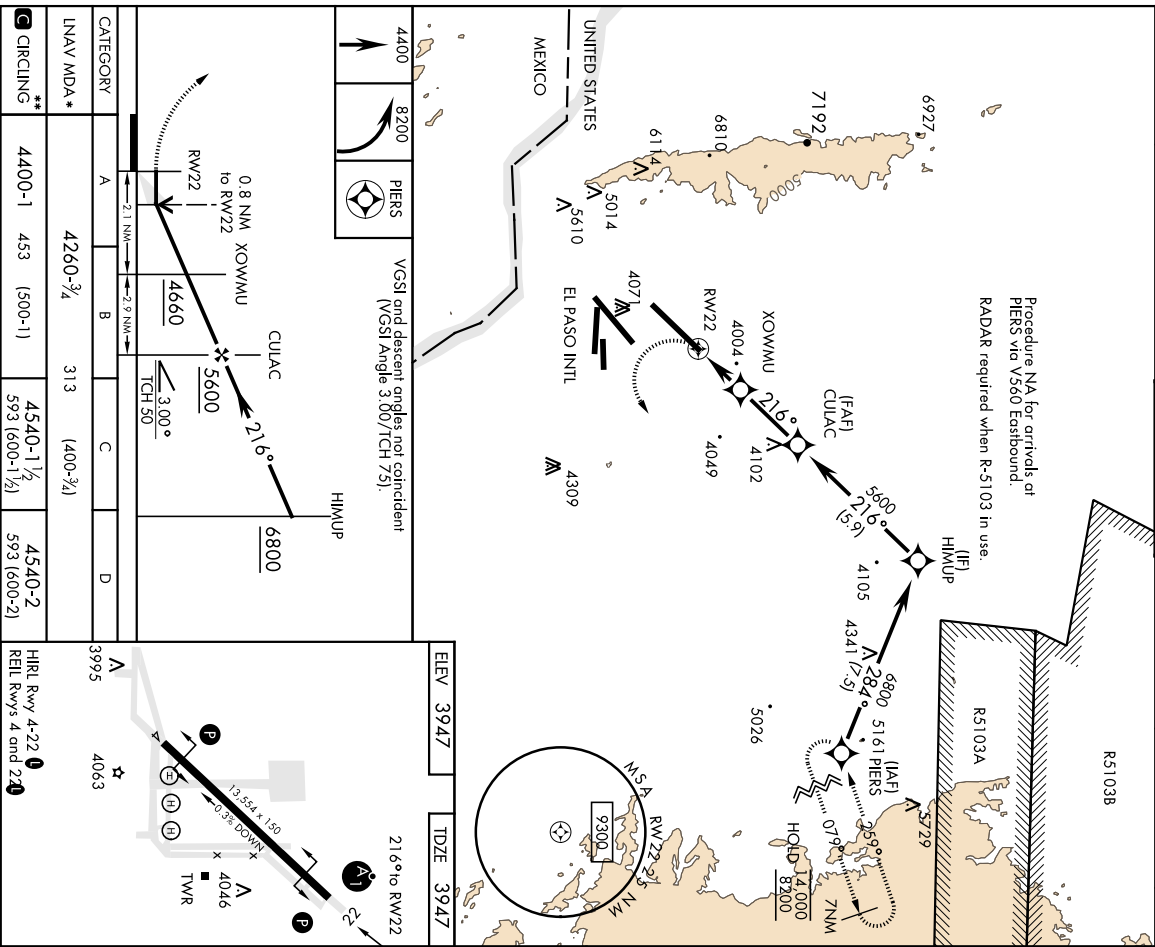 Procedure NA for arrivals at
PIERS via V560 Eastbound.
RADAR required when R-5103 in use.
R5103B
R5103A
6927
7192
6810
6114
5000
5014
5610
UNITED STATES
MEXICO
(IF)
HIMUP
5600
216°
(5.9)
4105
6800
284°
4341 (7.5)
(IAF)
PIERS
5161
5729
259°
079°
7NM
HOLD 14,000
8200
5026
(FAF)
CULAC
216°
4102
XOWMU
4004
4049
RW22
4071
4309
EL PASO INTL
MSA RW22 25 NM
9300
4400
8200
PIERS
VGSI and descent angles not coincident
(VGSI Angle 3.00/TCH 75).
HIMUP
6800
216°
CULAC
5600
3.00°
TCH 50
XOWMU
4660
0.8 NM
to RW22
RW22
2.1 NM
2.9 NM
CATEGORY
A
B
C
D
LNAV MDA*
4260-¾
313
(400-¾)
C CIRCLING**
4400-1
453
(500-1)
4540-1½
593 (600-1½)
4540-2
593 (600-2)
ELEV 3947
TDZE 3947
216° to RW22
A1
22
P
13,554 x 150
0.3% DOWN
P
H
H
H
x
x
4046
TWR
3995
4063
HIRL Rwy 4-22 L
REIL Rwys 4 and 22 L